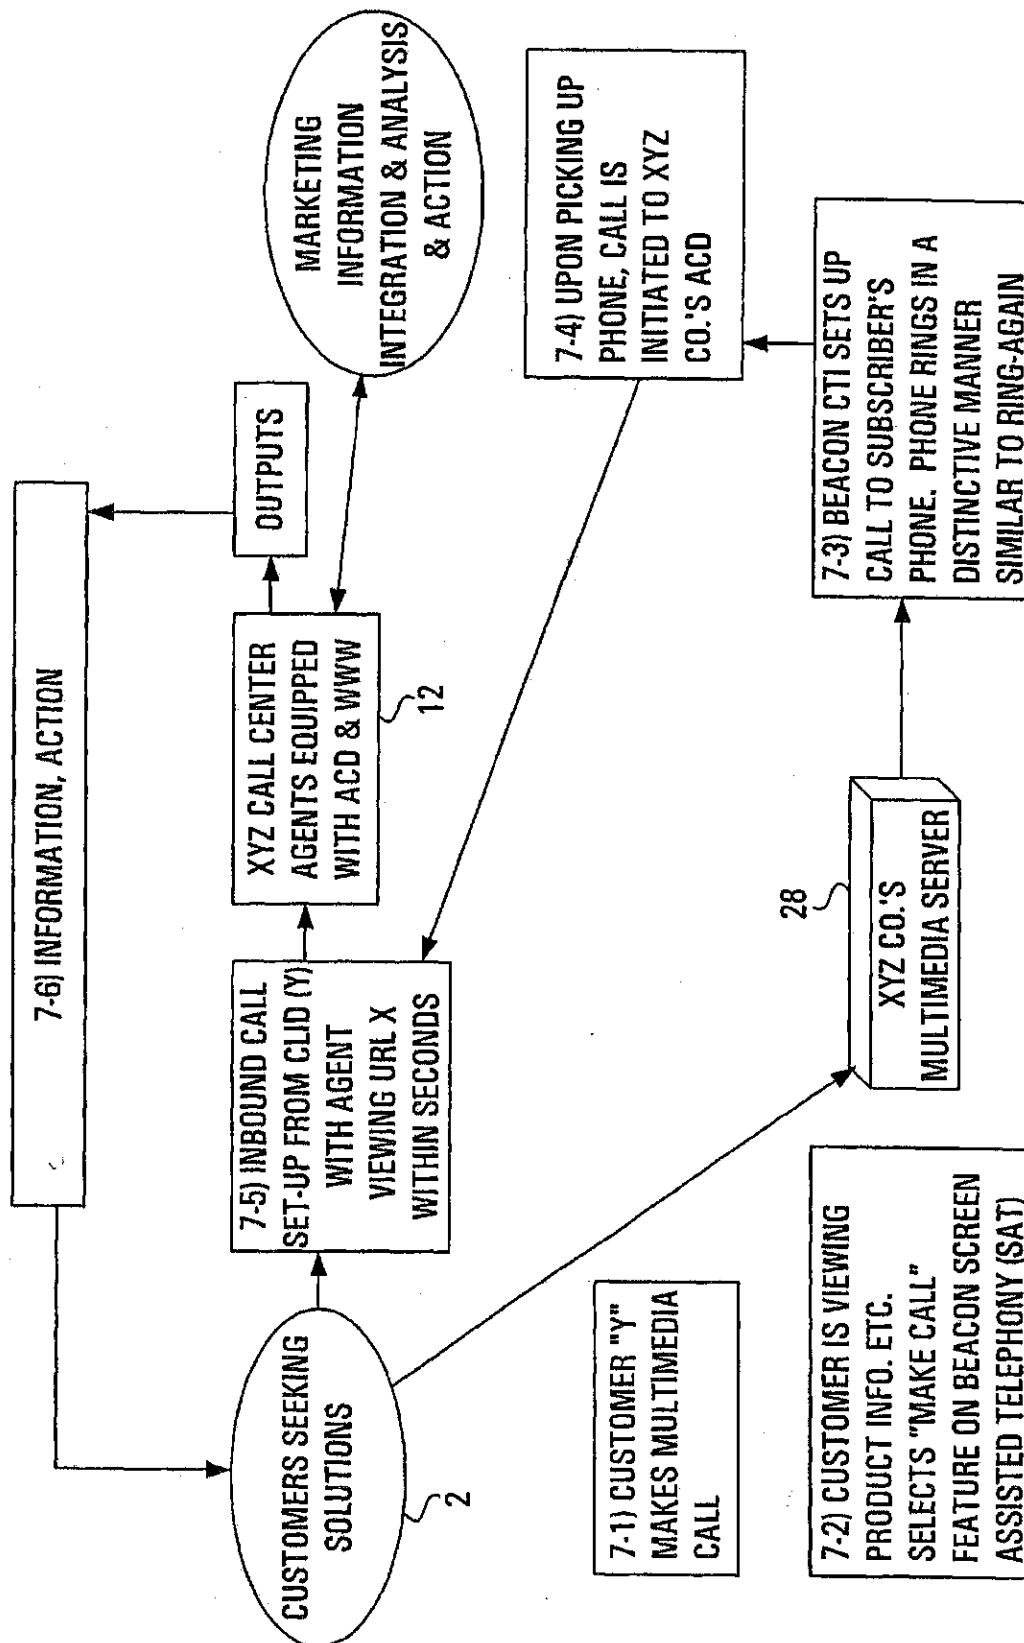 7-6) INFORMATION, ACTION
CUSTOMERS SEEKING
SOLUTIONS
2
7-5) INBOUND CALL
SET-UP FROM CLID (Y)
WITH AGENT
VIEWING URL X
WITHIN SECONDS
XYZ CALL CENTER
AGENTS EQUIPPED
WITH ACD & WWW
12
OUTPUTS
MARKETING
INFORMATION
INTEGRATION & ANALYSIS
& ACTION
7-1) CUSTOMER "Y"
MAKES MULTIMEDIA
CALL
7-4) UPON PICKING UP
PHONE, CALL IS
INITIATED TO XYZ
CO.'S ACD
7-2) CUSTOMER IS VIEWING
PRODUCT INFO. ETC.
SELECTS "MAKE CALL"
FEATURE ON BEACON SCREEN
ASSISTED TELEPHONY (SAT)
28
XYZ CO.'S
MULTIMEDIA SERVER
7-3) BEACON CTI SETS UP
CALL TO SUBSCRIBER'S
PHONE. PHONE RINGS IN A
DISTINCTIVE MANNER
SIMILAR TO RING-AGAIN